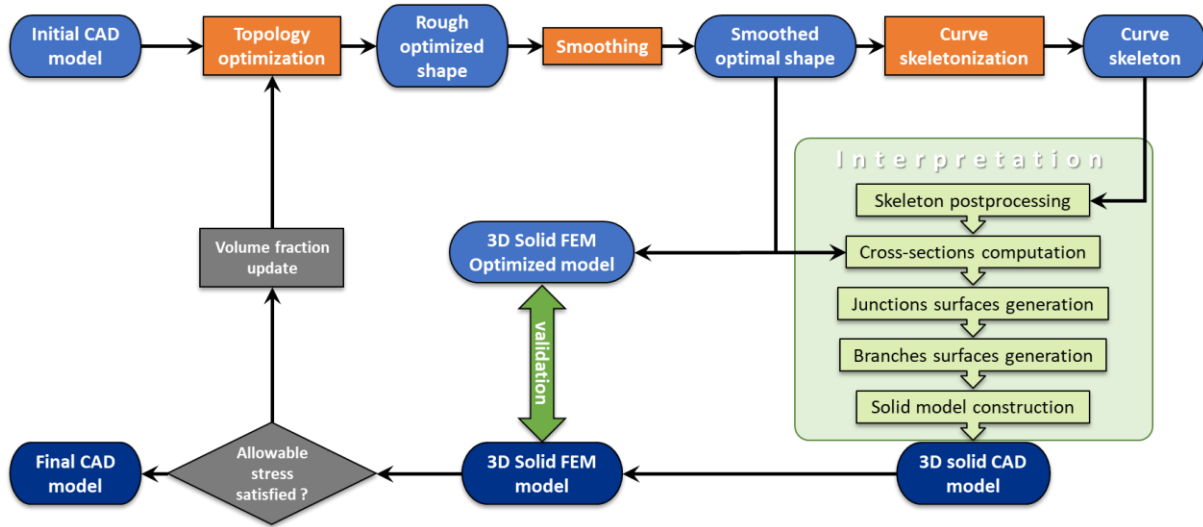 Initial CAD
model
Topology
optimization
Rough
optimized
shape
Smoothing
Smoothed
optimal shape
Curve
skeletonization
Curve
skeleton
Interpretation
Skeleton postprocessing
Cross-sections computation
Junctions surfaces generation
Branches surfaces generation
Solid model construction
Volume fraction
update
3D Solid FEM
Optimized model
validation
Final CAD
model
Allowable
stress
satisfied ?
3D Solid FEM
model
3D solid CAD
model